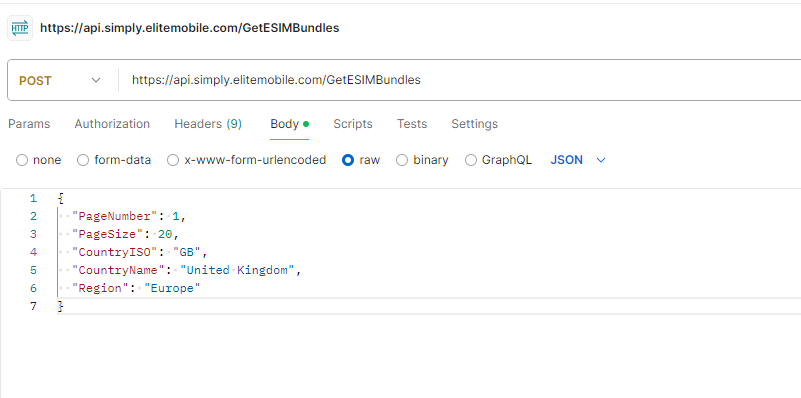 HTTP https://api.simply.elitemobile.com/GetESIMBundles
POST https://api.simply.elitemobile.com/GetESIMBundles
Params Authorization Headers (9) Body Scripts Tests Settings
none form-data x-www-form-urlencoded raw binary GraphQL JSON
1 {
2 "PageNumber": 1,
3 "PageSize": 20,
4 "CountryISO": "GB",
5 "CountryName": "United Kingdom",
6 "Region": "Europe"
7 }